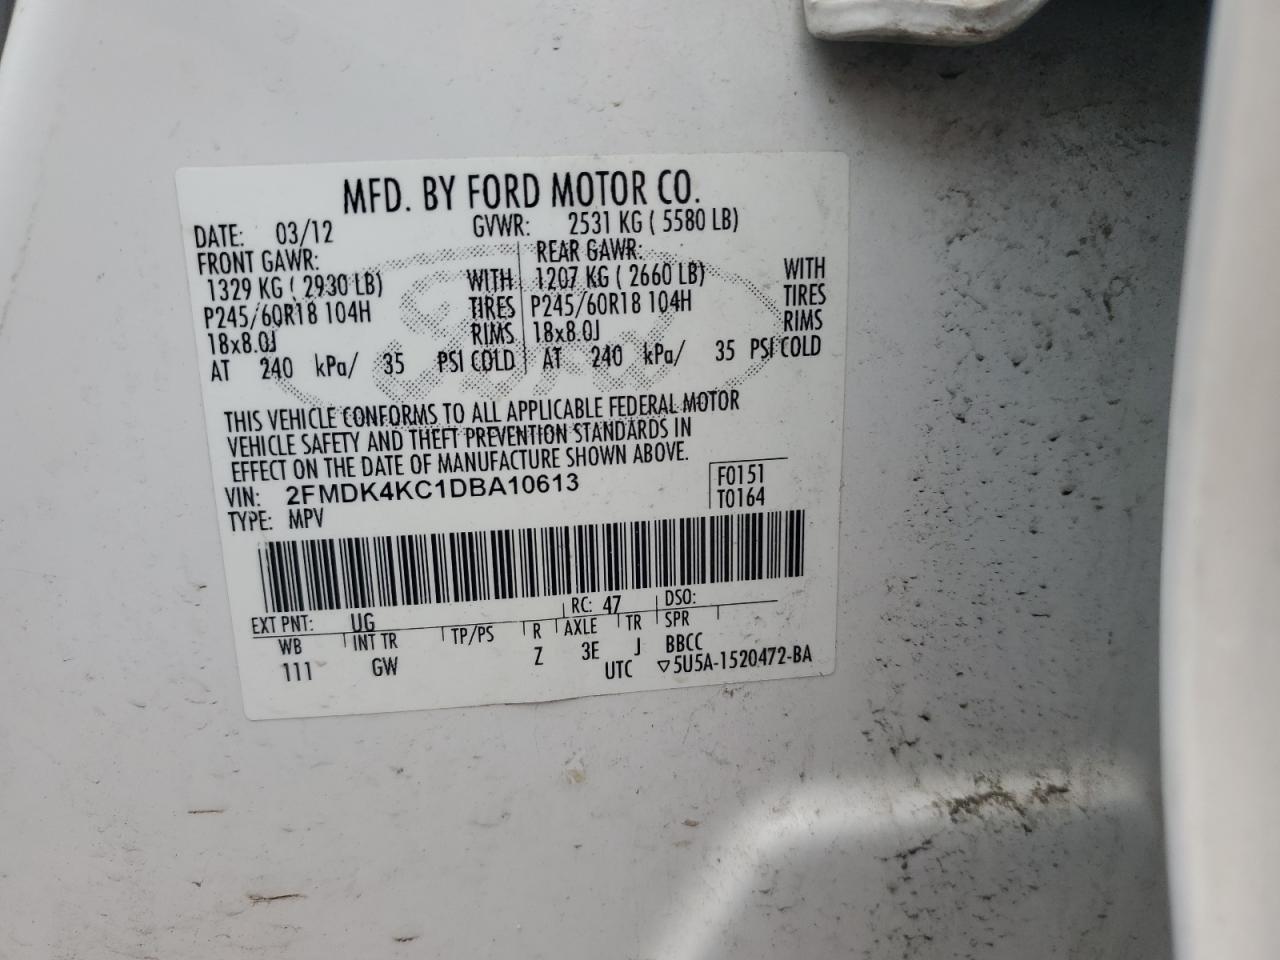 MFD. BY FORD MOTOR CO.
DATE: 03/12 GVWR: 2531 KG ( 5580 LB)
FRONT GAWR: REAR GAWR:
1329 KG ( 2930 LB) WITH 1207 KG ( 2660 LB) WITH
P245/60R18 104H TIRES P245/60R18 104H TIRES
18x8.0J RIMS 18x8.0J RIMS
AT 240 kPa/ 35 PSI COLD AT 240 kPa/ 35 PSI COLD
THIS VEHICLE CONFORMS TO ALL APPLICABLE FEDERAL MOTOR
VEHICLE SAFETY AND THEFT PREVENTION STANDARDS IN
EFFECT ON THE DATE OF MANUFACTURE SHOWN ABOVE.
VIN: 2FMDK4KC1DBA10613 F0151
TYPE: MPV T0164
EXT PNT: UG RC: 47 DSO:
WB INT TR TP/PS R AXLE TR SPR
111 GW Z 3E J BBCC
UTC ▽5U5A-1520472-BA
Ford